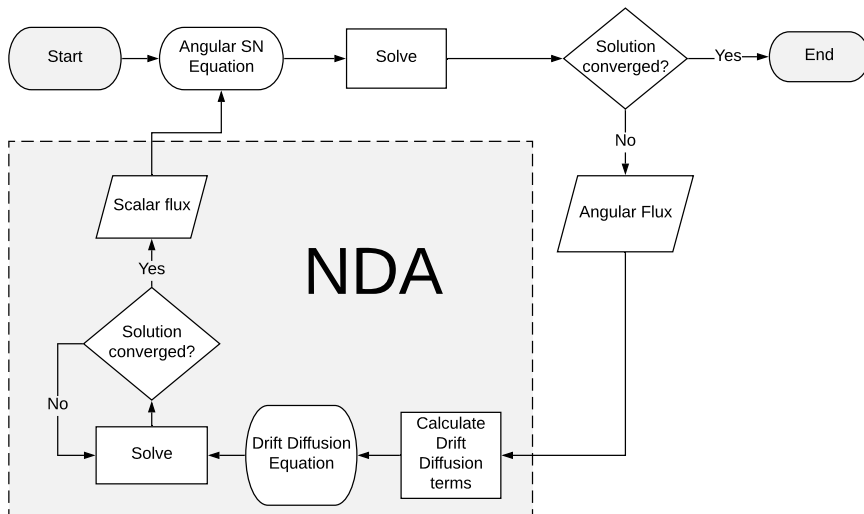 Start
Angular SN
Equation
Solve
Solution
converged?
Yes
End
No
Angular Flux
Scalar flux
NDA
Yes
Solution
converged?
No
Solve
Drift Diffusion
Equation
Calculate
Drift
Diffusion
terms